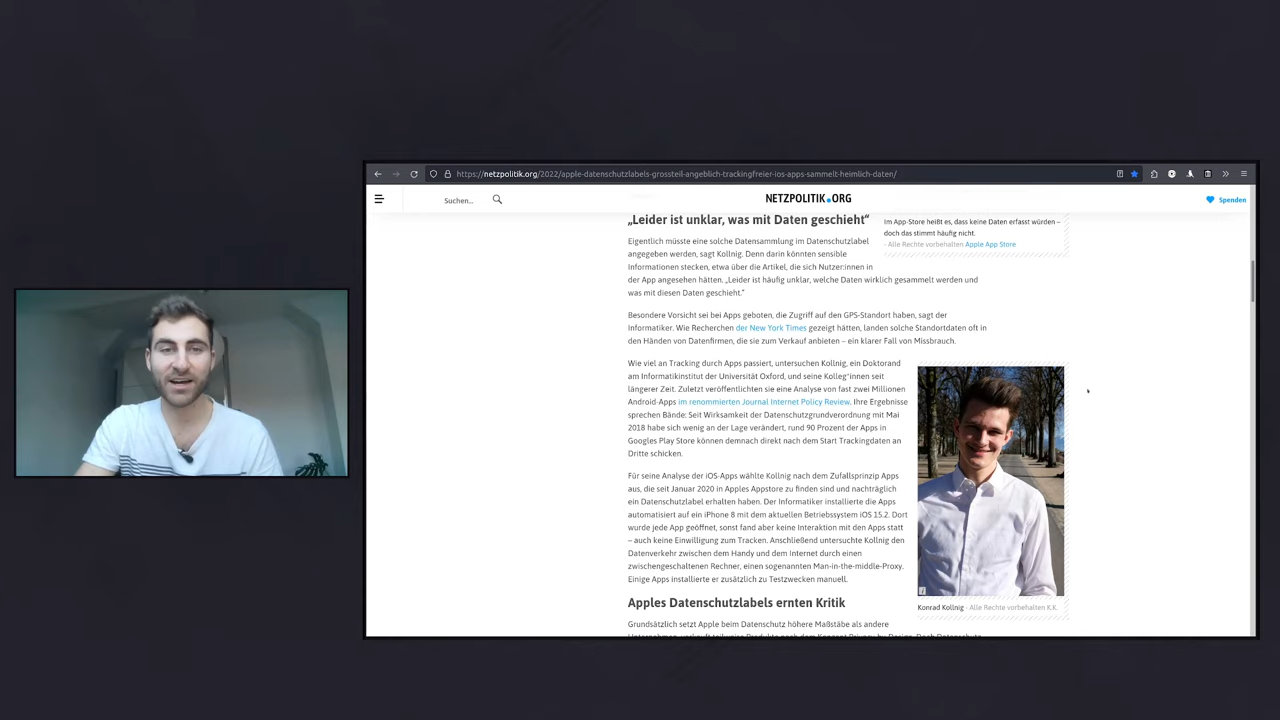 https://netzpolitik.org/2022/apple-datenschutzlabels-grossteil-angeblich-trackingfreier-ios-apps-sammelt-heimlich-daten/
Suchen..
NETZPOLITIK.ORG
Spenden
„Leider ist unklar, was mit Daten geschieht“
Eigentlich müsste eine solche Datensammlung im Datenschutzlabel
angegeben werden, sagt Kollnig. Denn darin könnten sensible
Informationen stecken, etwa über die Artikel, die sich Nutzer:innen in
der App angesehen hätten. „Leider ist häufig unklar, welche Daten wirklich gesammelt werden und
was mit diesen Daten geschieht.“
Im App-Store heißt es, dass keine Daten erfasst würden –
doch das stimmt häufig nicht.
- Alle Rechte vorbehalten Apple App Store
Besondere Vorsicht sei bei Apps geboten, die Zugriff auf den GPS-Standort haben, sagt der
Informatiker. Wie Recherchen der New York Times gezeigt hätten, landen solche Standortdaten oft in
den Händen von Datenfirmen, die sie zum Verkauf anbieten – ein klarer Fall von Missbrauch.
Wie viel an Tracking durch Apps passiert, untersuchen Kollnig, ein Doktorand
am Informatikinstitut der Universität Oxford, und seine Kolleg*innen seit
längerer Zeit. Zuletzt veröffentlichten sie eine Analyse von fast zwei Millionen
Android-Apps im renommierten Journal Internet Policy Review. Ihre Ergebnisse
sprechen Bände: Seit Wirksamkeit der Datenschutzgrundverordnung mit Mai
2018 habe sich wenig an der Lage verändert, rund 90 Prozent der Apps in
Googles Play Store können demnach direkt nach dem Start Trackingdaten an
Dritte schicken.
Für seine Analyse der iOS-Apps wählte Kollnig nach dem Zufallsprinzip Apps
aus, die seit Januar 2020 in Apples Appstore zu finden sind und nachträglich
ein Datenschutzlabel erhalten haben. Der Informatiker installierte die Apps
automatisiert auf ein iPhone 8 mit dem aktuellen Betriebssystem iOS 15.2. Dort
wurde jede App geöffnet, sonst fand aber keine Interaktion mit den Apps statt
– auch keine Einwilligung zum Tracken. Anschließend untersuchte Kollnig den
Datenverkehr zwischen dem Handy und dem Internet durch einen
zwischengeschalteten Rechner, einen sogenannten Man-in-the-middle-Proxy.
Einige Apps installierte er zusätzlich zu Testzwecken manuell.
Konrad Kollnig - Alle Rechte vorbehalten K.K.
Apples Datenschutzlabels ernten Kritik
Grundsätzlich setzt Apple beim Datenschutz höhere Maßstäbe als andere